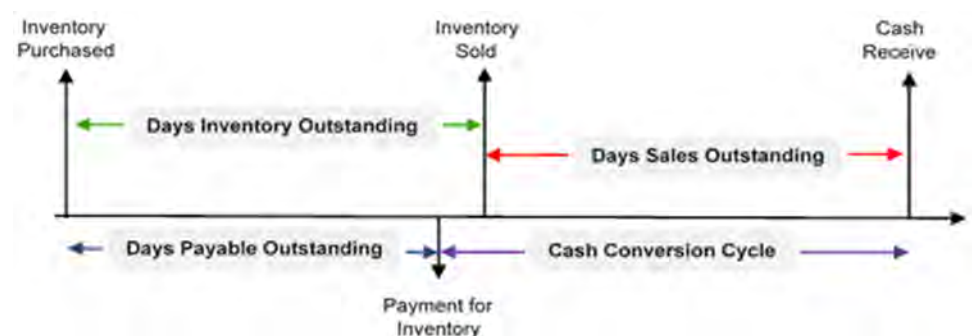 Inventory
Purchased
Inventory
Sold
Cash
Receive
Days Inventory Outstanding
Days Sales Outstanding
Days Payable Outstanding
Cash Conversion Cycle
Payment for
Inventory